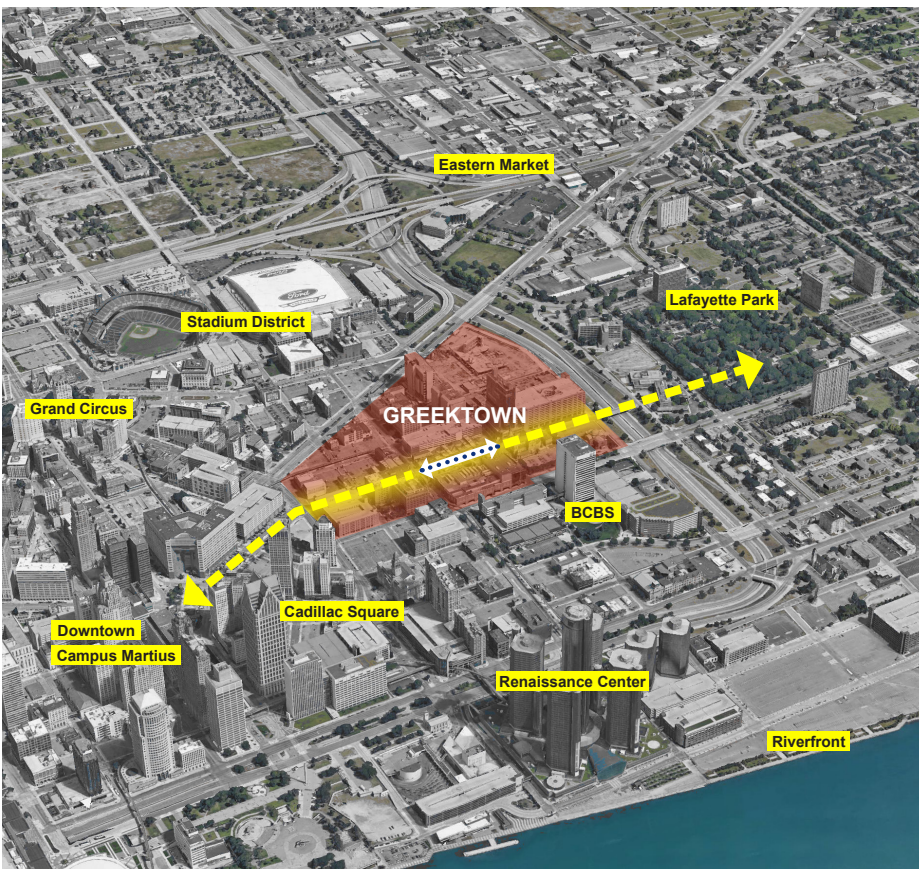 Eastern Market
Lafayette Park
Stadium District
Grand Circus
GREEKTOWN
BCBS
Cadillac Square
Downtown
Campus Martius
Renaissance Center
Riverfront